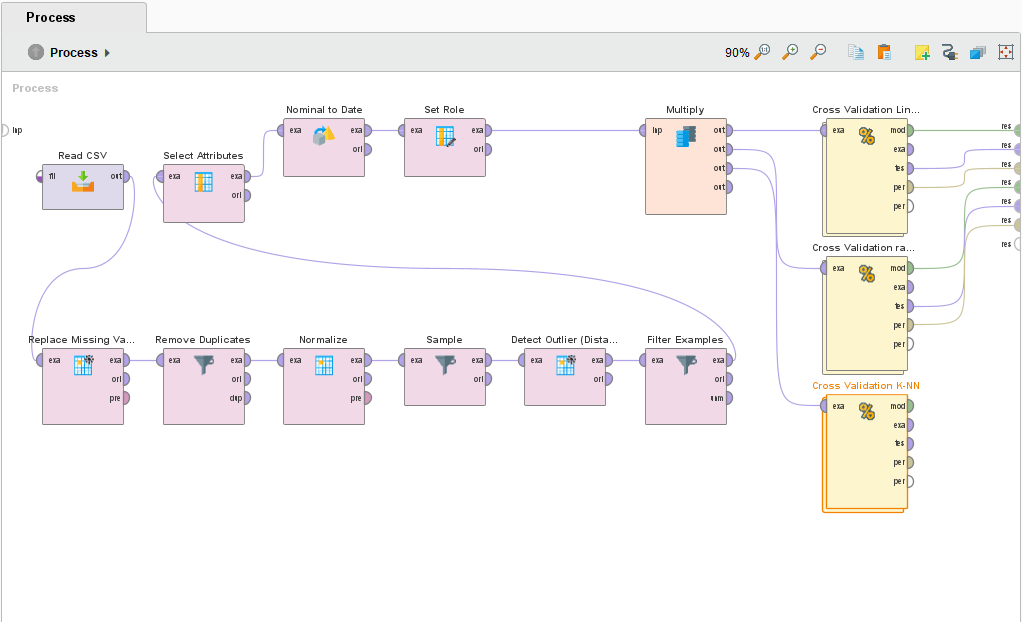 Process
Process
90%
Process
inp
Read CSV
fil out
Select Attributes
exa exa
ori
Nominal to Date
exa exa
ori
Set Role
exa exa
ori
Multiply
inp out
out
out
out
Cross Validation Lin...
exa mod
exa
tes
per
per
res
res
res
res
res
res
res
Cross Validation ra...
exa mod
exa
tes
per
per
Replace Missing Va...
exa exa
ori
pre
Remove Duplicates
exa exa
ori
dup
Normalize
exa exa
ori
pre
Sample
exa exa
ori
Detect Outlier (Dista...
exa exa
ori
Filter Examples
exa exa
ori
unm
Cross Validation K-NN
exa mod
exa
tes
per
per